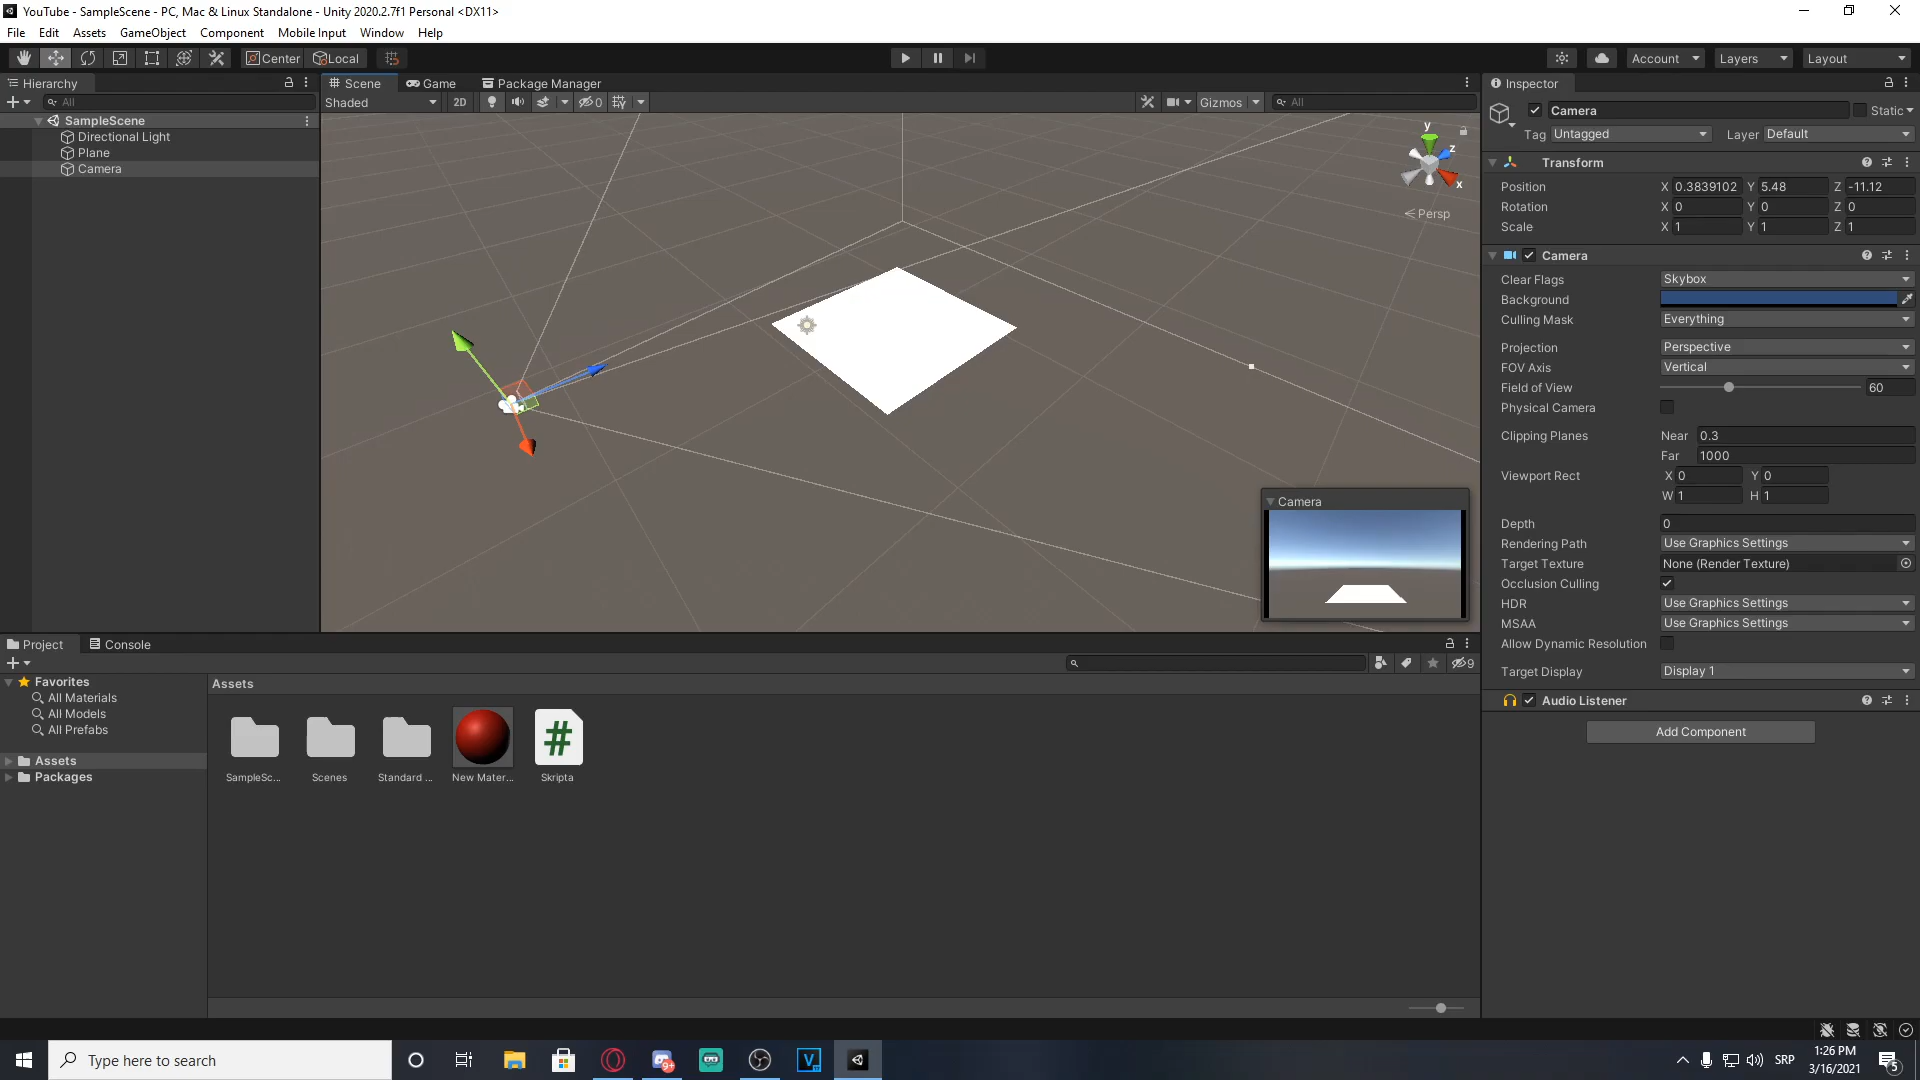 YouTube - SampleScene - PC, Mac & Linux Standalone - Unity 2020.2.7f1 Personal <DX11>
File Edit Assets GameObject Component Mobile Input Window Help
Center Local Account Layers Layout
Hierarchy
All
SampleScene
Directional Light
Plane
Camera
Scene Game Package Manager
Shaded 2D 0 Gizmos All
y
z
x
Persp
Camera
Inspector
Camera Static
Tag Untagged Layer Default
Transform
Position X 0.3839102 Y 5.48 Z -11.12
Rotation X 0 Y 0 Z 0
Scale X 1 Y 1 Z 1
Camera
Clear Flags Skybox
Background
Culling Mask Everything
Projection Perspective
FOV Axis Vertical
Field of View 60
Physical Camera
Clipping Planes Near 0.3
Far 1000
Viewport Rect X 0 Y 0
W 1 H 1
Depth 0
Rendering Path Use Graphics Settings
Target Texture None (Render Texture)
Occlusion Culling
HDR Use Graphics Settings
MSAA Use Graphics Settings
Allow Dynamic Resolution
Target Display Display 1
Audio Listener
Add Component
Project Console
9
Favorites
All Materials
All Models
All Prefabs
Assets
Packages
Assets
SampleSc... Scenes Standard ... New Mater... Skripta
Type here to search
9+
V
SRP
1:26 PM
3/16/2021
5